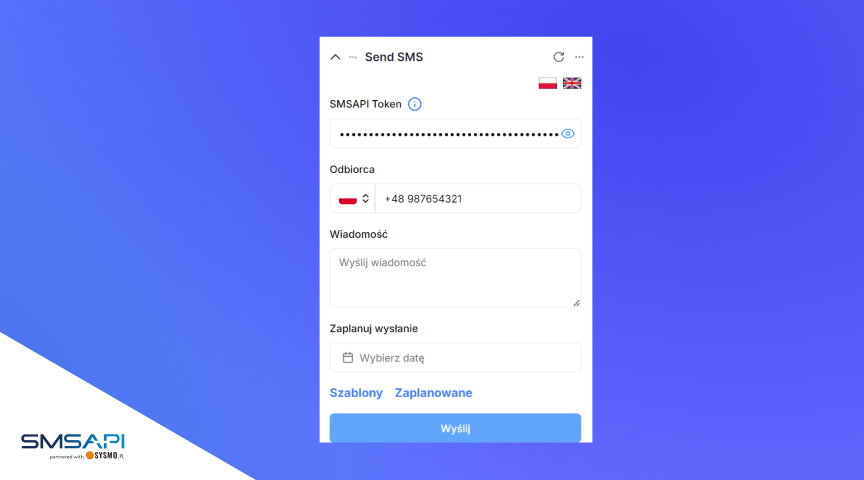 Send SMS
SMSAPI Token
Odbiorca
+48 987654321
Wiadomość
Wyślij wiadomość
Zaplanuj wysłanie
Wybierz datę
Szablony Zaplanowane
Wyślij
SMSAPI
partnered with SYSMO.PL